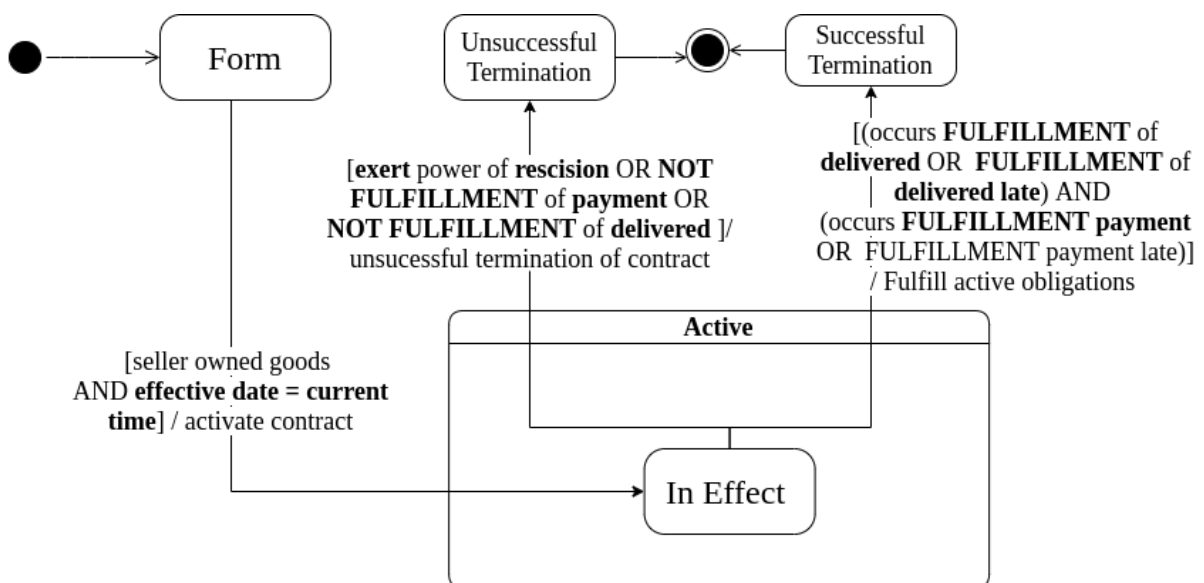 Form
Unsuccessful
Termination
Successful
Termination
[exert power of rescision OR NOT
FULFILLMENT of payment OR
NOT FULFILLMENT of delivered ]/
unsucessful termination of contract
[(occurs FULFILLMENT of
delivered OR FULFILLMENT of
delivered late) AND
(occurs FULFILLMENT payment
OR FULFILLMENT payment late)]
/ Fulfill active obligations
[seller owned goods
AND effective date = current
time] / activate contract
Active
In Effect